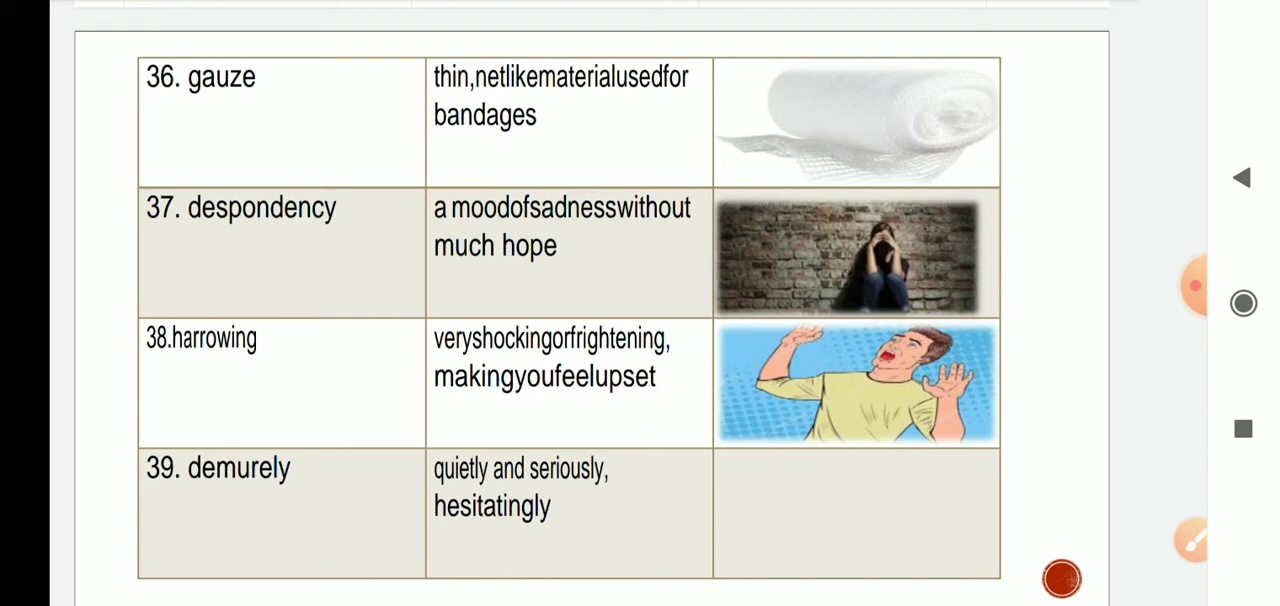 36. gauze
thin,netlikematerialusedfor
bandages
37. despondency
a moodofsadnesswithout
much hope
38.harrowing
veryshockingorfrightening,
makingyoufeelupset
39. demurely
quietly and seriously,
hesitatingly